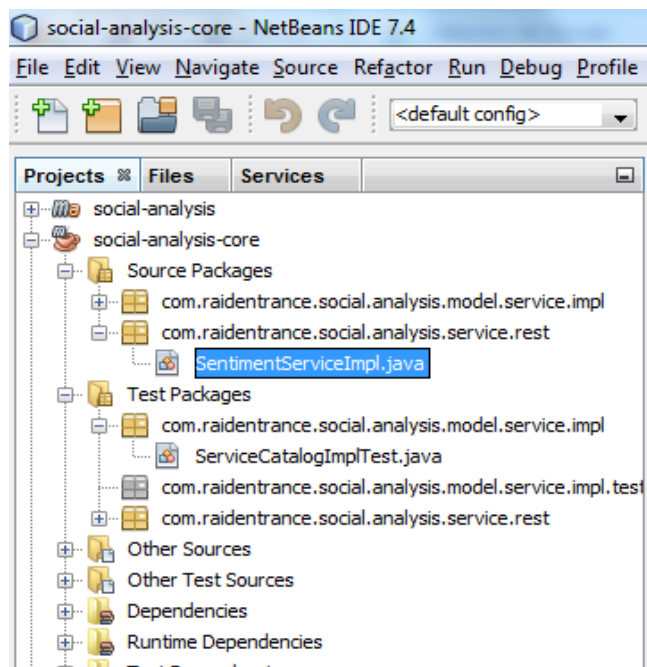 social-analysis-core - NetBeans IDE 7.4
File Edit View Navigate Source Refactor Run Debug Profile
<default config>
Projects Files Services
social-analysis
social-analysis-core
Source Packages
com.raidentrance.social.analysis.model.service.impl
com.raidentrance.social.analysis.service.rest
SentimentServiceImpl.java
Test Packages
com.raidentrance.social.analysis.model.service.impl
ServiceCatalogImplTest.java
com.raidentrance.social.analysis.model.service.impl.test
com.raidentrance.social.analysis.service.rest
Other Sources
Other Test Sources
Dependencies
Runtime Dependencies